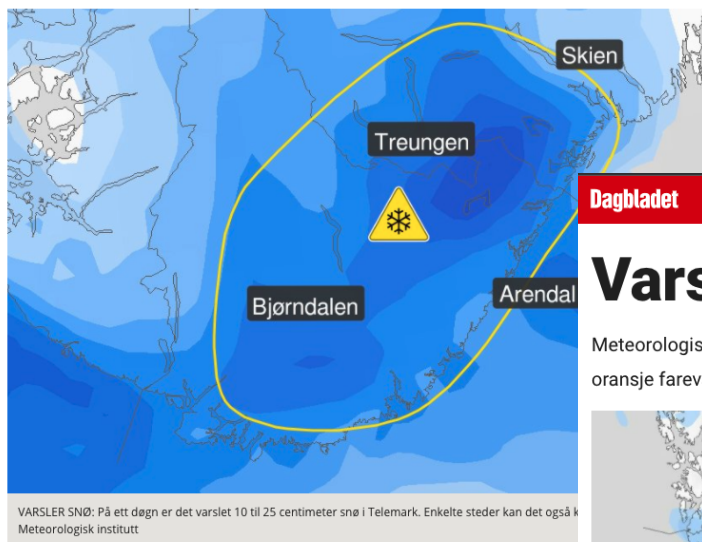 Skien
Treungen
Bjørndalen
Arendal
VARSLER SNØ: På ett døgn er det varslet 10 til 25 centimeter snø i Telemark. Enkelte steder kan det også k
Meteorologisk institutt
Dagbladet
Vars
Meteorologis
oransje farev